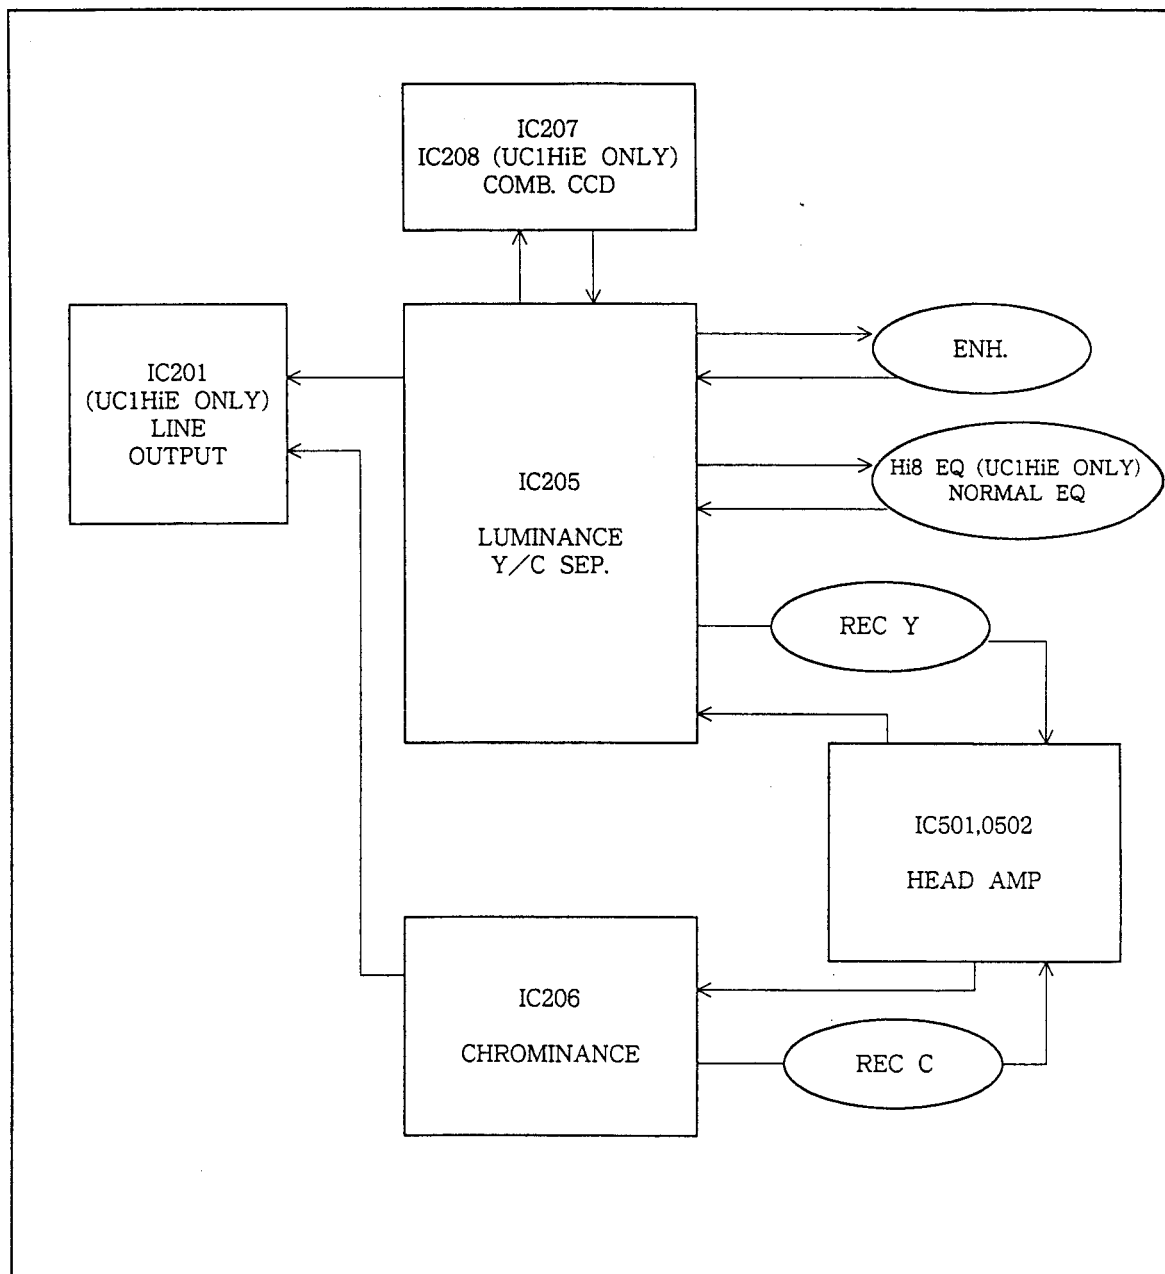 IC207
IC208 (UC1HiE ONLY)
COMB. CCD
IC201
(UC1HiE ONLY)
LINE
OUTPUT
IC205
LUMINANCE
Y/C SEP.
ENH.
Hi8 EQ (UC1HiE ONLY)
NORMAL EQ
REC Y
IC501,0502
HEAD AMP
IC206
CHROMINANCE
REC C